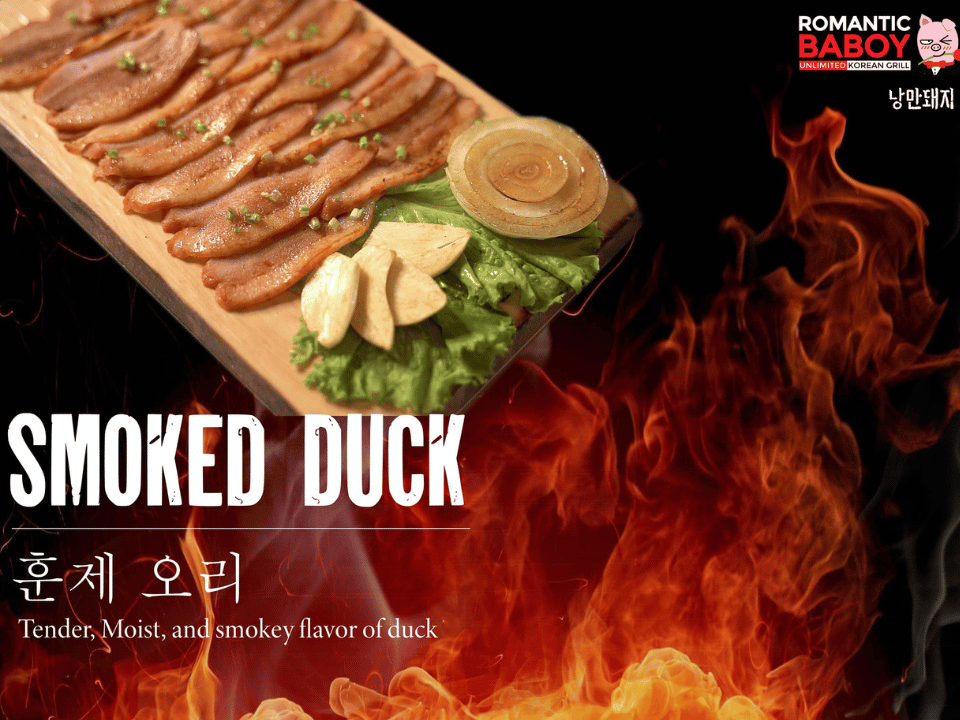 ROMANTIC
BABOY
UNLIMITED KOREAN GRILL
낭만돼지
SMOKED DUCK
훈제 오리
Tender, Moist, and smokey flavor of duck